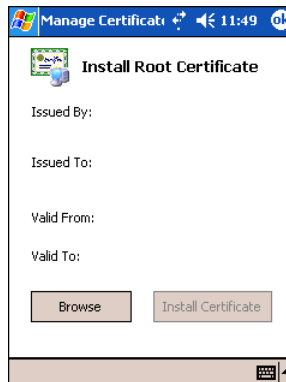 Manage Certificat 11:49 ok
Install Root Certificate
Issued By:
Issued To:
Valid From:
Valid To:
Browse Install Certificate